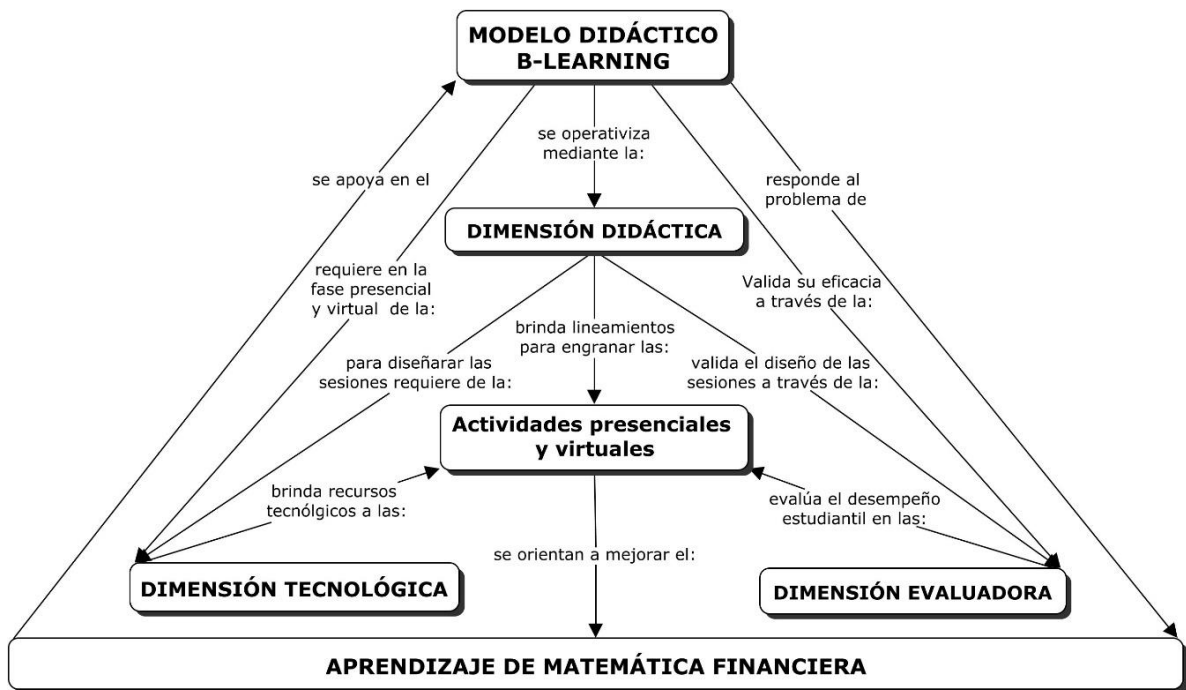 MODELO DIDÁCTICO
B-LEARNING
se operativiza
mediante la:
se apoya en el
responde al
problema de
DIMENSIÓN DIDÁCTICA
requiere en la
fase presencial
y virtual de la:
Valida su eficacia
a través de la:
brinda lineamientos
para engranar las:
para diseñarar las
sesiones requiere de la:
valida el diseño de las
sesiones a través de la:
Actividades presenciales
y virtuales
brinda recursos
tecnólgicos a las:
evalúa el desempeño
estudiantil en las:
se orientan a mejorar el:
DIMENSIÓN TECNOLÓGICA
DIMENSIÓN EVALUADORA
APRENDIZAJE DE MATEMÁTICA FINANCIERA